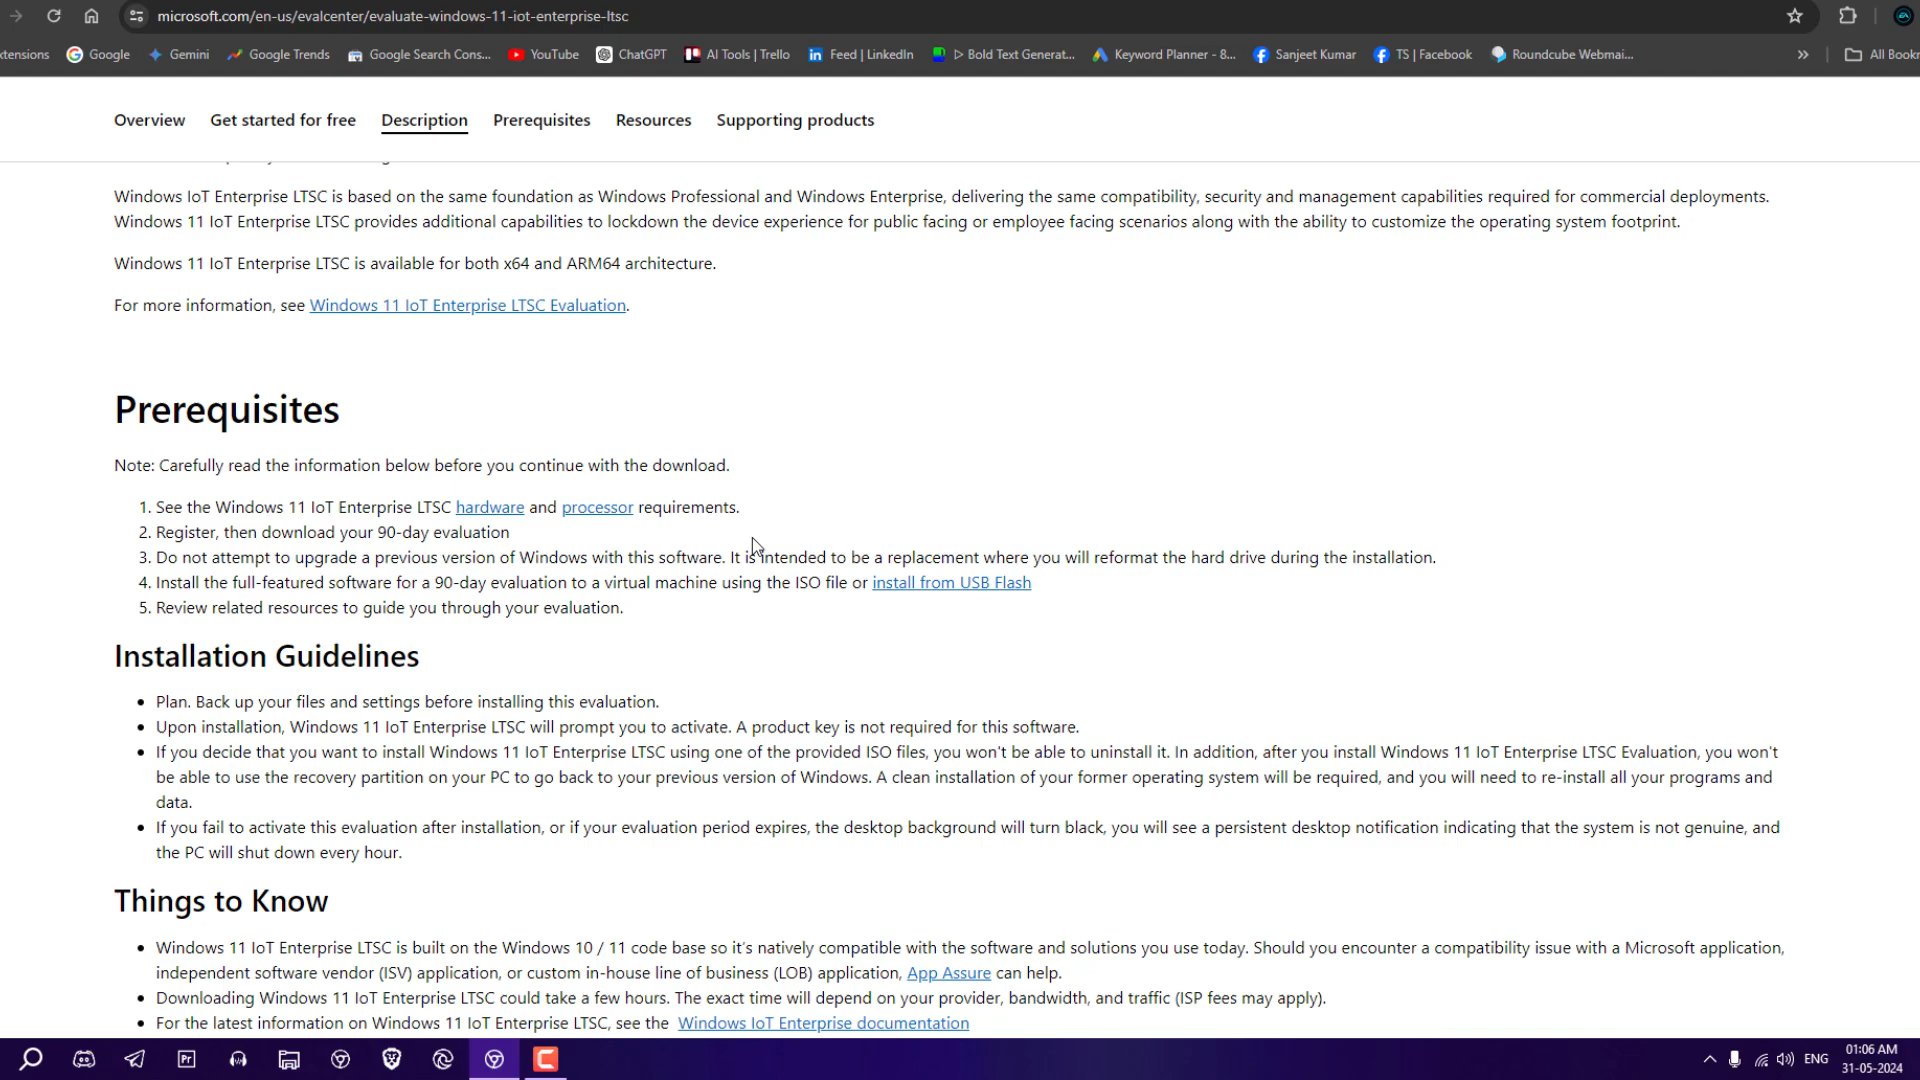 microsoft.com/en-us/evalcenter/evaluate-windows-11-iot-enterprise-ltsc
xtensions Google Gemini Google Trends Google Search Cons... YouTube ChatGPT AI Tools | Trello Feed | LinkedIn ▷ Bold Text Generat... Keyword Planner - 8... Sanjeet Kumar TS | Facebook Roundcube Webmai... » All Bookr
Overview Get started for free Description Prerequisites Resources Supporting products
Windows IoT Enterprise LTSC is based on the same foundation as Windows Professional and Windows Enterprise, delivering the same compatibility, security and management capabilities required for commercial deployments.
Windows 11 IoT Enterprise LTSC provides additional capabilities to lockdown the device experience for public facing or employee facing scenarios along with the ability to customize the operating system footprint.
Windows 11 IoT Enterprise LTSC is available for both x64 and ARM64 architecture.
For more information, see Windows 11 IoT Enterprise LTSC Evaluation.
Prerequisites
Note: Carefully read the information below before you continue with the download.
1. See the Windows 11 IoT Enterprise LTSC hardware and processor requirements.
2. Register, then download your 90-day evaluation
3. Do not attempt to upgrade a previous version of Windows with this software. It is intended to be a replacement where you will reformat the hard drive during the installation.
4. Install the full-featured software for a 90-day evaluation to a virtual machine using the ISO file or install from USB Flash
5. Review related resources to guide you through your evaluation.
Installation Guidelines
• Plan. Back up your files and settings before installing this evaluation.
• Upon installation, Windows 11 IoT Enterprise LTSC will prompt you to activate. A product key is not required for this software.
• If you decide that you want to install Windows 11 IoT Enterprise LTSC using one of the provided ISO files, you won't be able to uninstall it. In addition, after you install Windows 11 IoT Enterprise LTSC Evaluation, you won't
be able to use the recovery partition on your PC to go back to your previous version of Windows. A clean installation of your former operating system will be required, and you will need to re-install all your programs and
data.
• If you fail to activate this evaluation after installation, or if your evaluation period expires, the desktop background will turn black, you will see a persistent desktop notification indicating that the system is not genuine, and
the PC will shut down every hour.
Things to Know
• Windows 11 IoT Enterprise LTSC is built on the Windows 10 / 11 code base so it's natively compatible with the software and solutions you use today. Should you encounter a compatibility issue with a Microsoft application,
independent software vendor (ISV) application, or custom in-house line of business (LOB) application, App Assure can help.
• Downloading Windows 11 IoT Enterprise LTSC could take a few hours. The exact time will depend on your provider, bandwidth, and traffic (ISP fees may apply).
• For the latest information on Windows 11 IoT Enterprise LTSC, see the Windows IoT Enterprise documentation
Pr
ENG
01:06 AM
31-05-2024